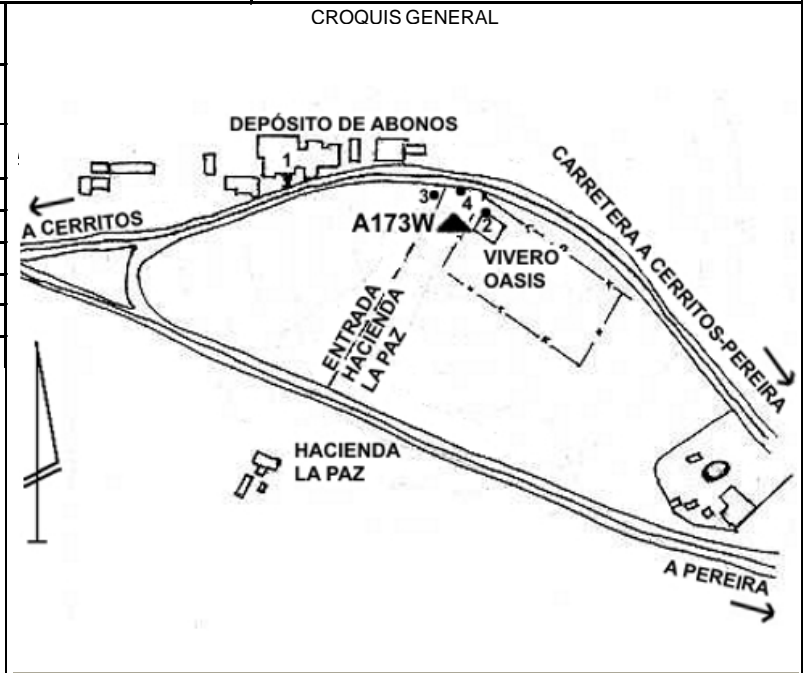 CROQUIS GENERAL
DEPÓSITO DE ABONOS
1
CARRETERA A CERRITOS-PEREIRA
A CERRITOS
3
4
A173W
2
VIVERO
OASIS
ENTRADA
HACIENDA
LA PAZ
HACIENDA
LA PAZ
A PEREIRA